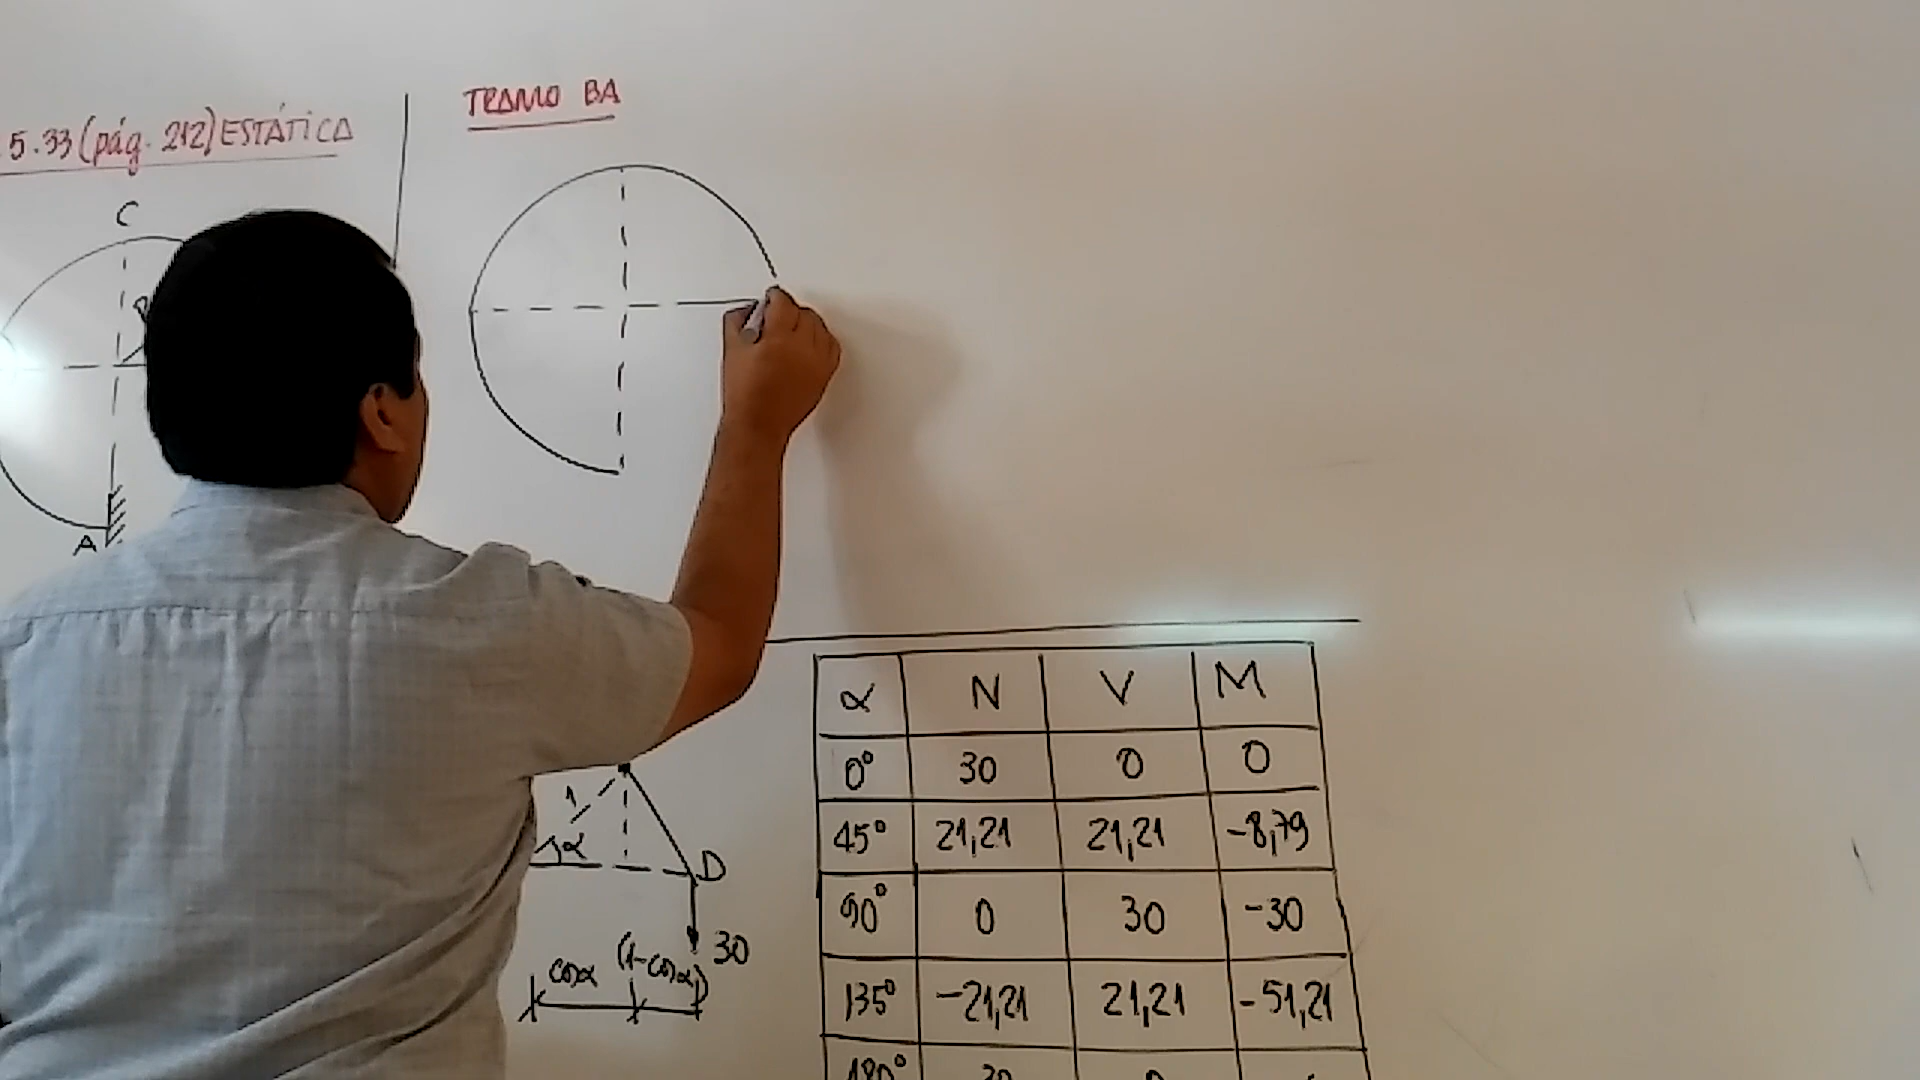 5.33 (pág. 212) ESTÁTICA
TRAMO BA
C
A
1
α
D
30
cosα (1-cosα)
α N V M
0° 30 0 0
45° 21,21 21,21 -8,79
90° 0 30 -30
135° -21,21 21,21 -51,21
180°